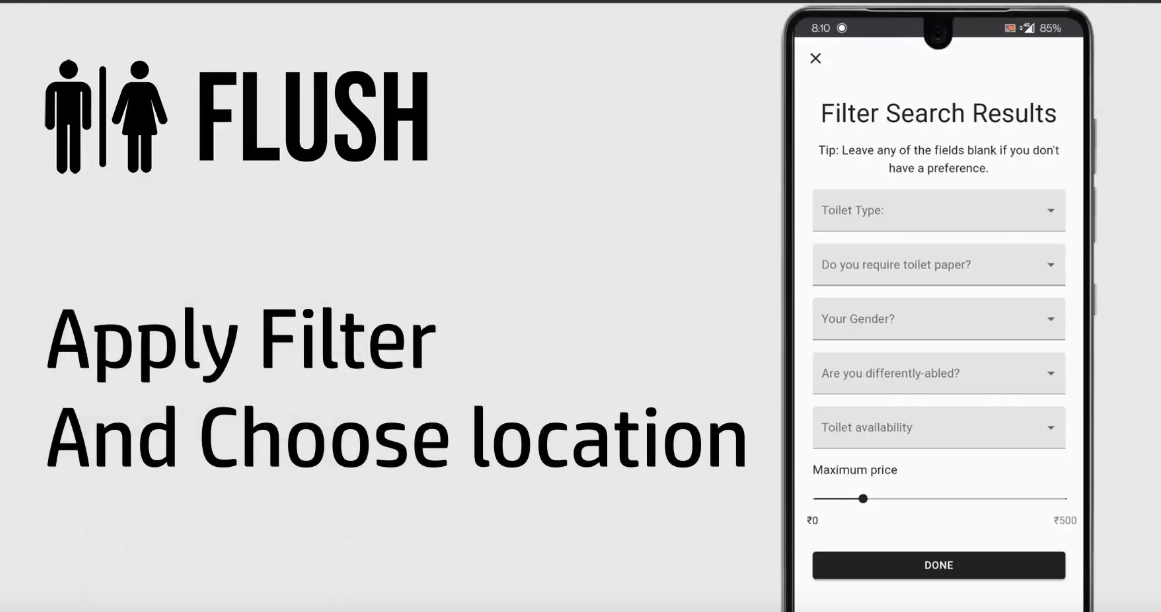 FLUSH
Apply Filter
And Choose location
8:10
4G
85%
Filter Search Results
Tip: Leave any of the fields blank if you don't
have a preference.
Toilet Type:
Do you require toilet paper?
Your Gender?
Are you differently-abled?
Toilet availability
Maximum price
₹0
₹500
DONE